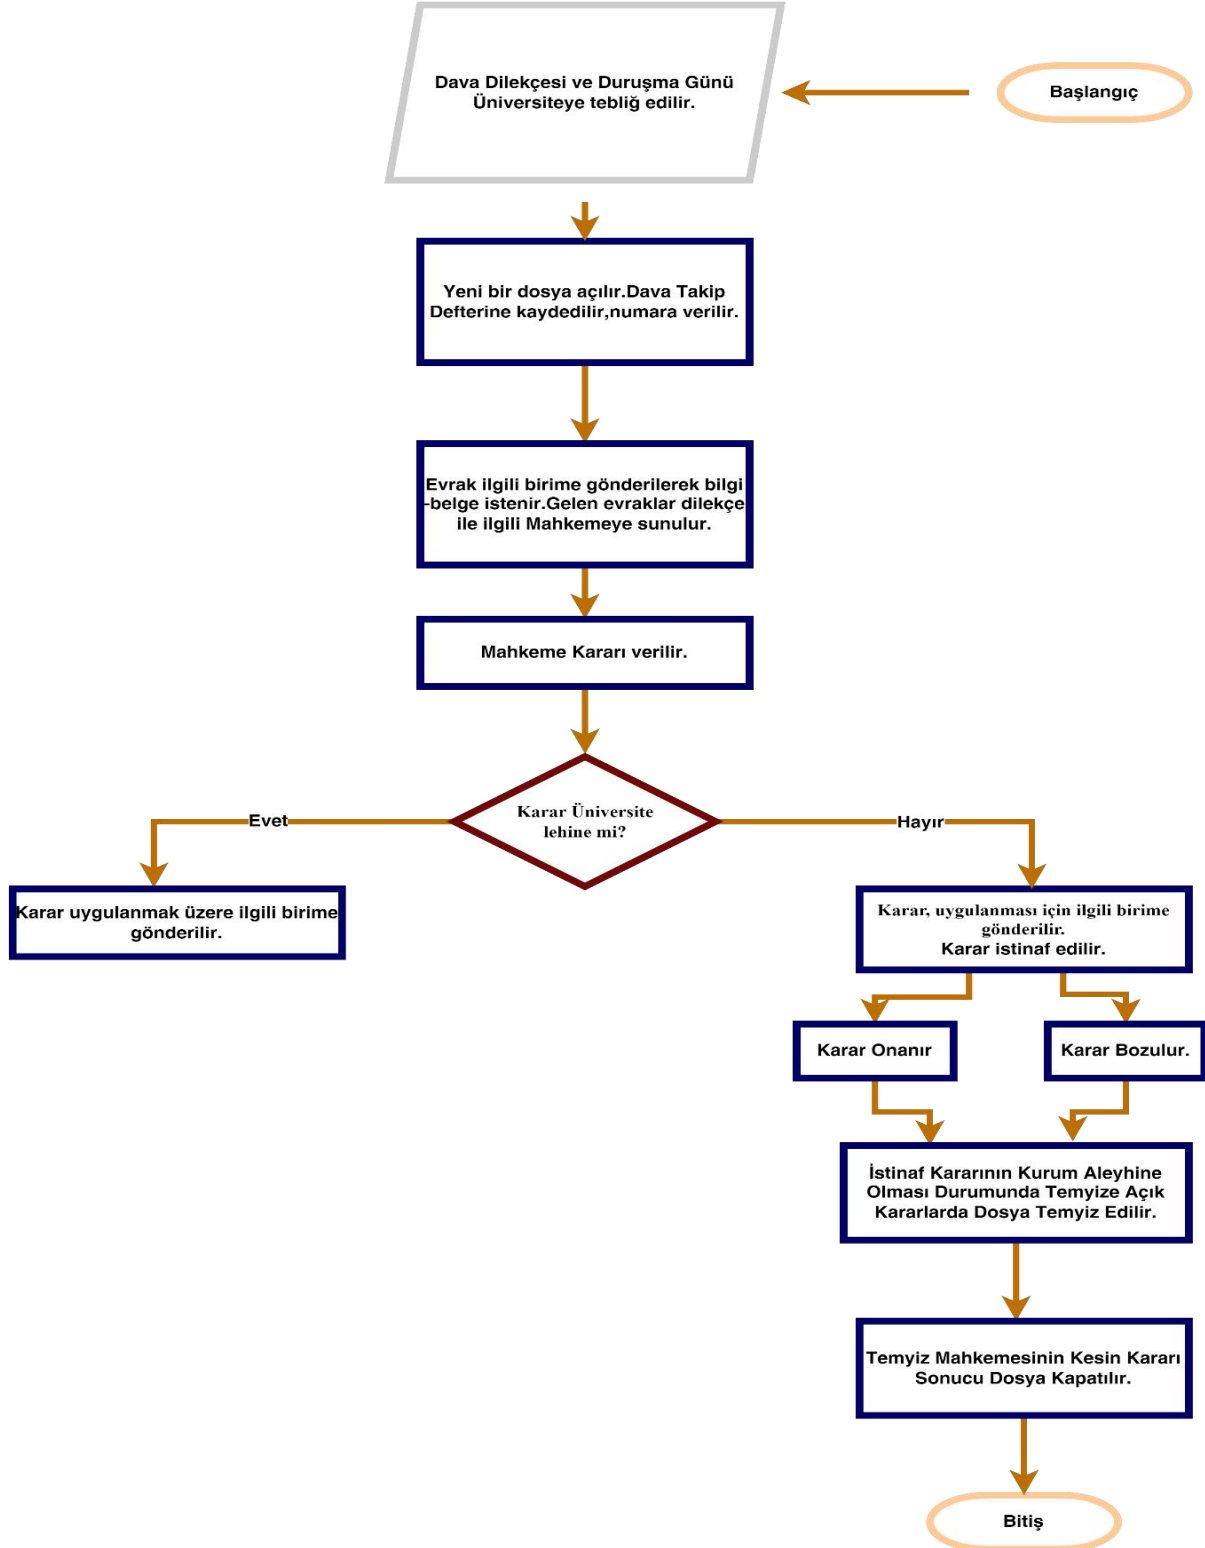 Başlangıç
Dava Dilekçesi ve Duruşma Günü
Üniversiteye tebliğ edilir.
Yeni bir dosya açılır.Dava Takip
Defterine kaydedilir,numara verilir.
Evrak ilgili birime gönderilerek bilgi
-belge istenir.Gelen evraklar dilekçe
ile ilgili Mahkemeye sunulur.
Mahkeme Kararı verilir.
Karar Üniversite
lehine mi?
Evet
Hayır
Karar uygulanmak üzere ilgili birime
gönderilir.
Karar, uygulanması için ilgili birime
gönderilir.
Karar istinaf edilir.
Karar Onanır
Karar Bozulur.
İstinaf Kararının Kurum Aleyhine
Olması Durumunda Temyize Açık
Kararlarda Dosya Temyiz Edilir.
Temyiz Mahkemesinin Kesin Kararı
Sonucu Dosya Kapatılır.
Bitiş